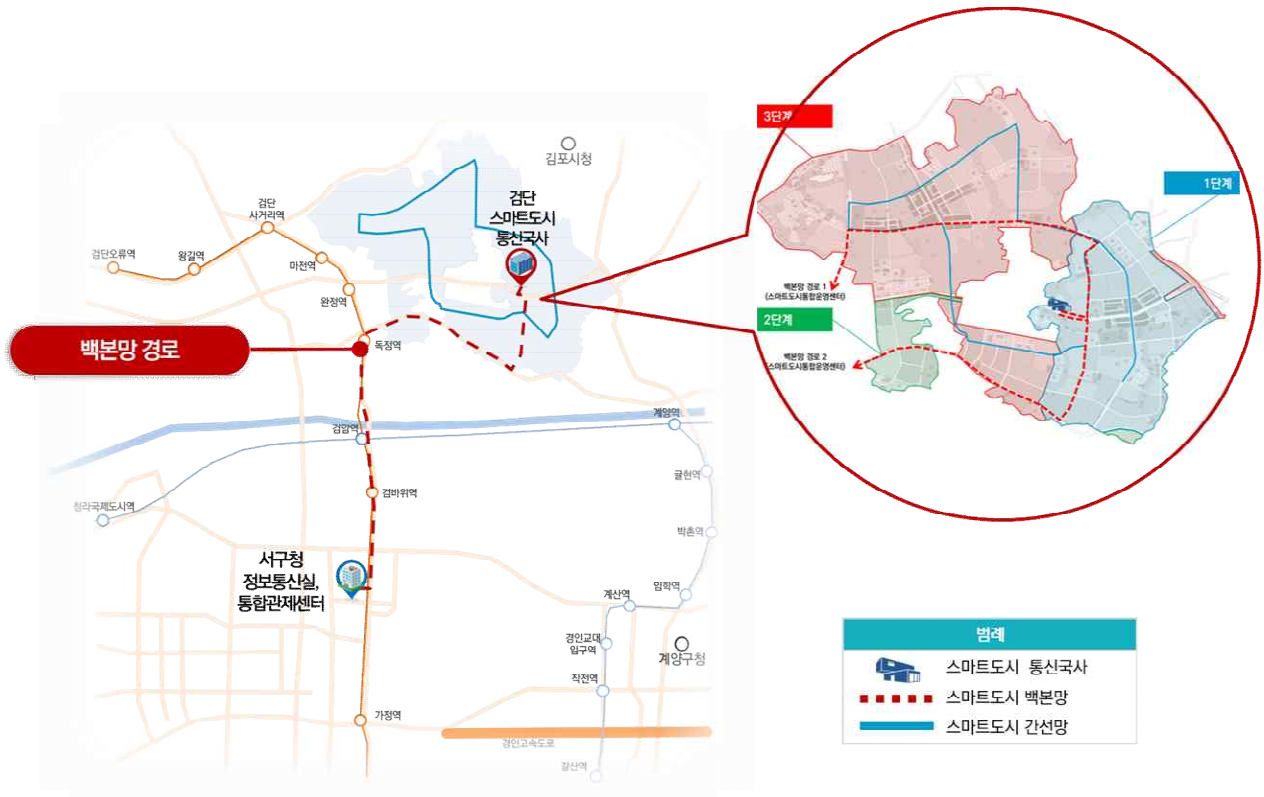 김포시청
검단
스마트도시
통신국사
검단
사거리역
검단오류역
왕길역
마전역
완정역
백본망 경로
독정역
검암역
계양역
귤현역
검바위역
청라국제도시역
박촌역
서구청
정보통신실,
통합관제센터
임학역
계산역
경인교대
입구역
계양구청
작전역
가정역
경인고속도로
갈산역
3단계
1단계
백본망 경로 1
(스마트도시통합운영센터)
2단계
백본망 경로 2
(스마트도시통합운영센터)
범례
스마트도시 통신국사
스마트도시 백본망
스마트도시 간선망